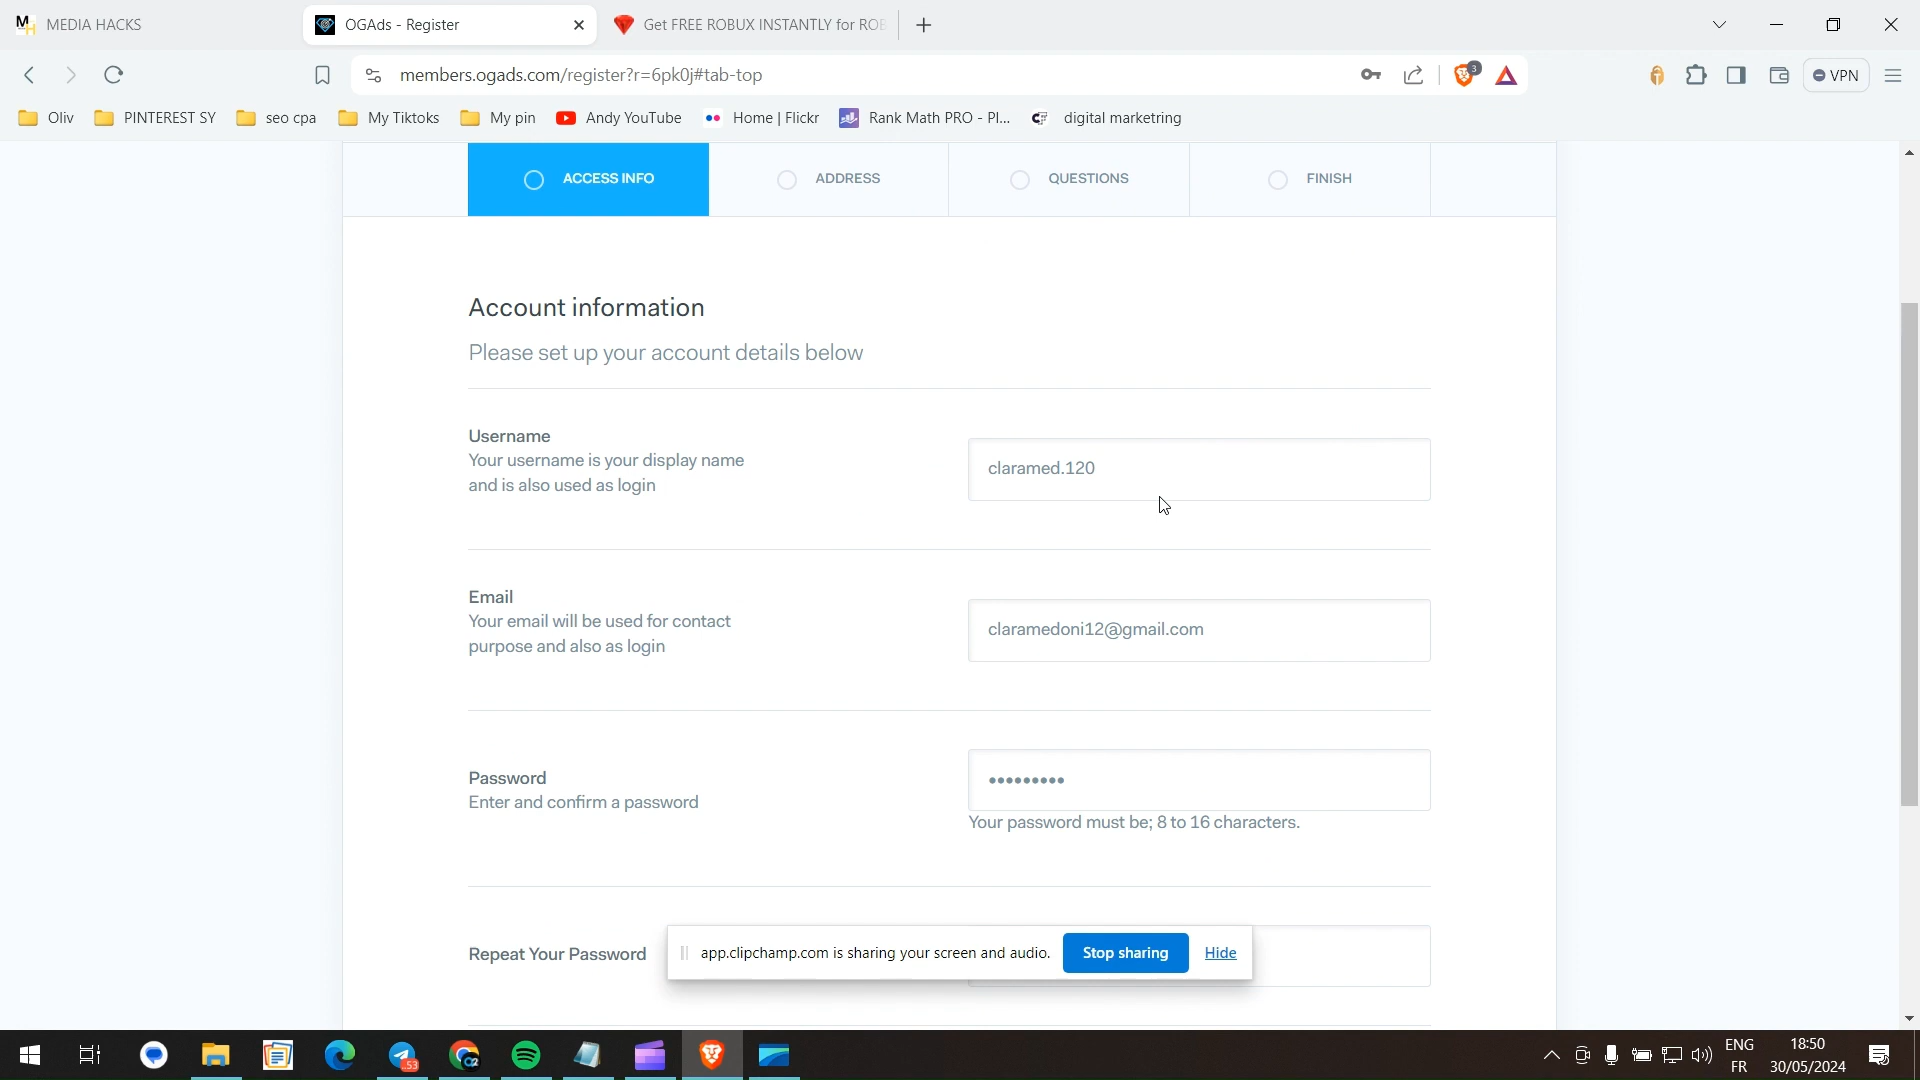 MEDIA HACKS
OGAds - Register
Get FREE ROBUX INSTANTLY for ROB
members.ogads.com/register?r=6pk0j#tab-top
3
VPN
Oliv
PINTEREST SY
seo cpa
My Tiktoks
My pin
Andy YouTube
Home | Flickr
Rank Math PRO - Pl...
digital marketring
ACCESS INFO
ADDRESS
QUESTIONS
FINISH
Account information
Please set up your account details below
Username
Your username is your display name
and is also used as login
claramed.120
Email
Your email will be used for contact
purpose and also as login
claramedoni12@gmail.com
Password
Enter and confirm a password
•••••••••
Your password must be; 8 to 16 characters.
Repeat Your Password
app.clipchamp.com is sharing your screen and audio.
Stop sharing
Hide
53
ENG
FR
18:50
30/05/2024